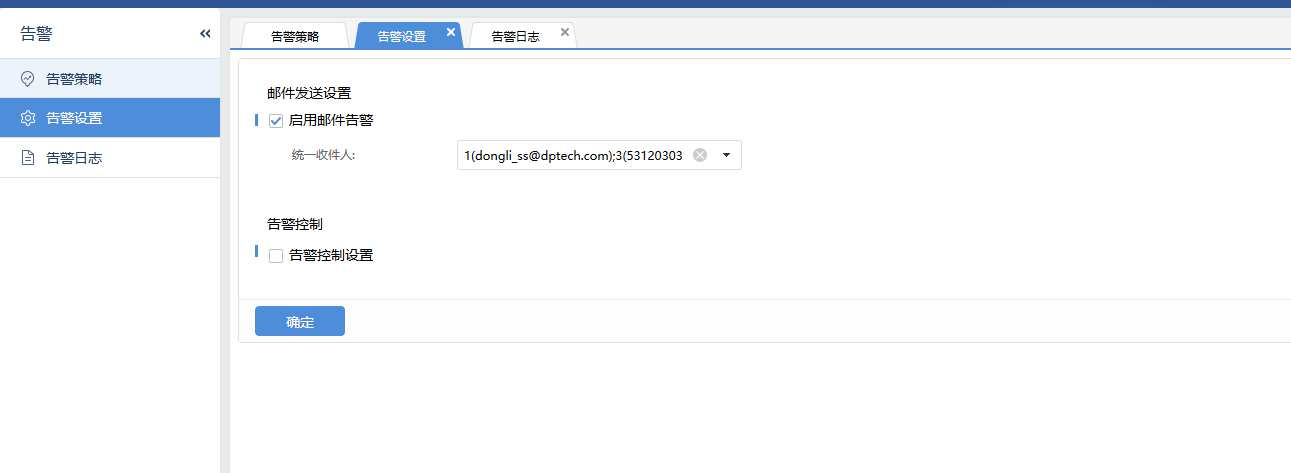 告警
告警策略
告警设置
告警日志
告警策略
告警设置
告警日志
邮件发送设置
启用邮件告警
统一收件人:
1(dongli_ss@dptech.com);3(53120303
告警控制
告警控制设置
确定